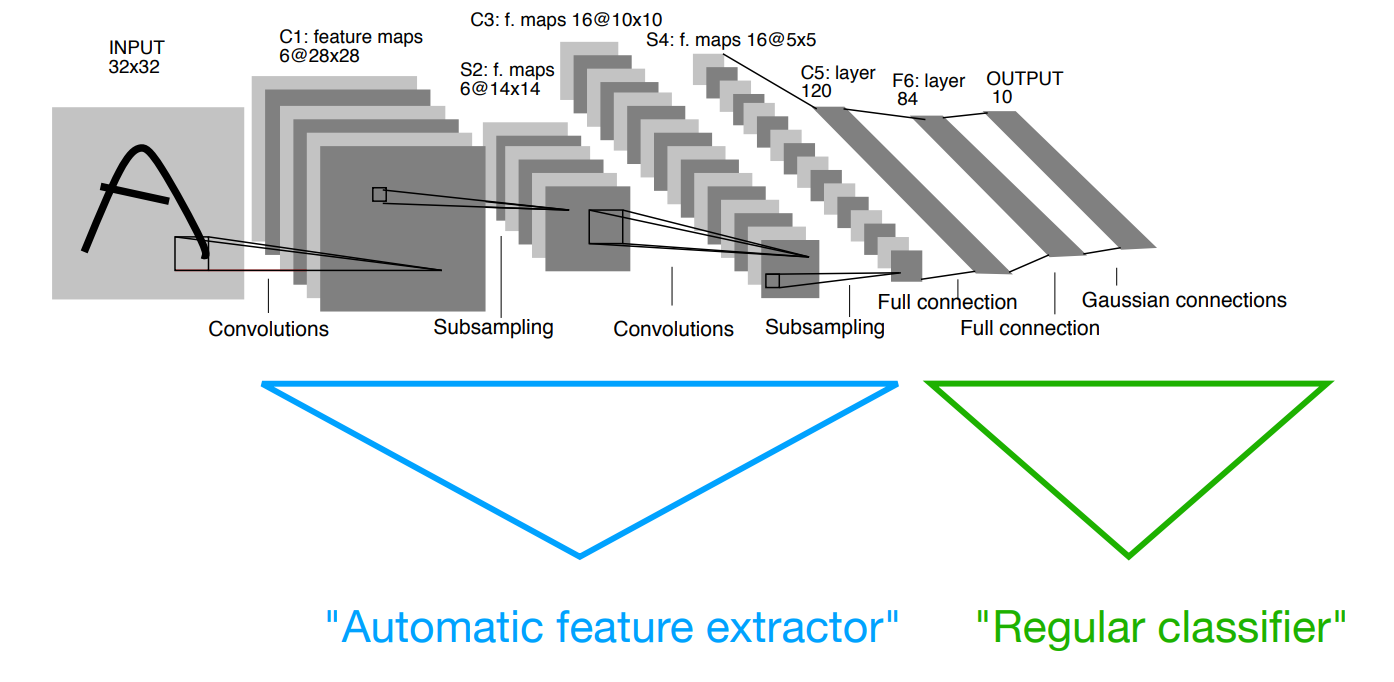 INPUT
32x32
C1: feature maps
6@28x28
S2: f. maps
6@14x14
C3: f. maps 16@10x10
S4: f. maps 16@5x5
C5: layer
120
F6: layer
84
OUTPUT
10
Convolutions
Subsampling
Convolutions
Subsampling
Full connection
Full connection
Gaussian connections
"Automatic feature extractor"
"Regular classifier"